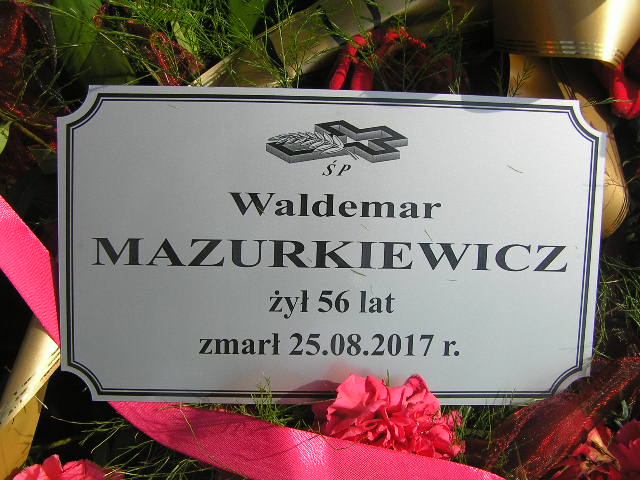 ŚP
Waldemar
MAZURKIEWICZ
żył 56 lat
zmarł 25.08.2017 r.